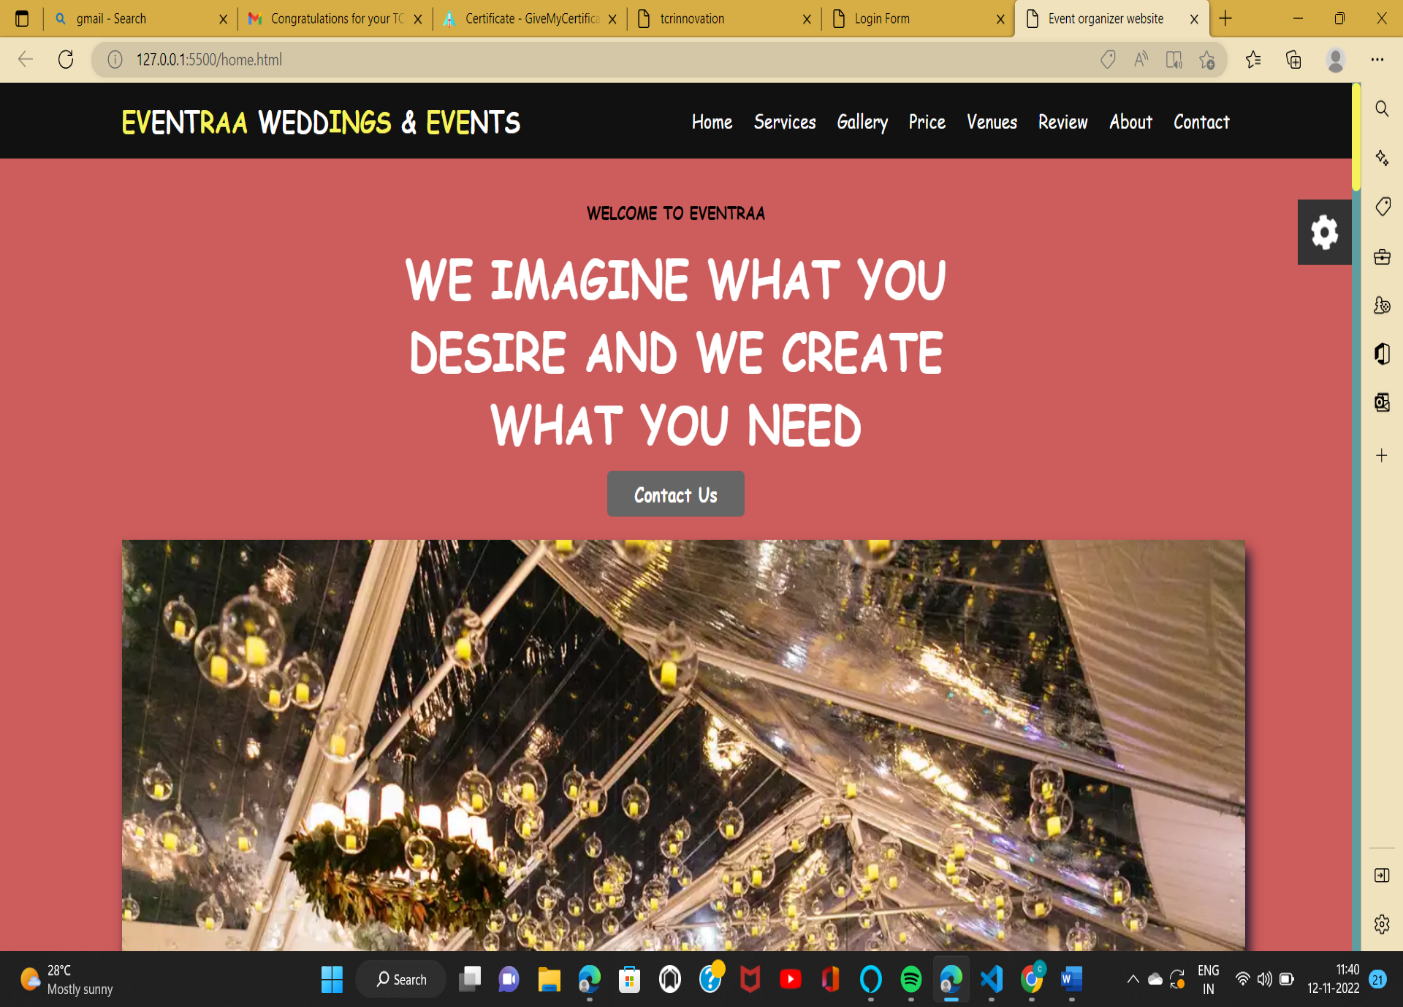 gmail - Search
Congratulations for your TC
Certificate - GiveMyCertifica
tcrinnovation
Login Form
Event organizer website
127.0.0.1:5500/home.html
EVENTRAA WEDDINGS & EVENTS
Home Services Gallery Price Venues Review About Contact
WELCOME TO EVENTRAA
WE IMAGINE WHAT YOU
DESIRE AND WE CREATE
WHAT YOU NEED
Contact Us
28°C
Mostly sunny
Search
ENG
IN
11:40
12-11-2022
21